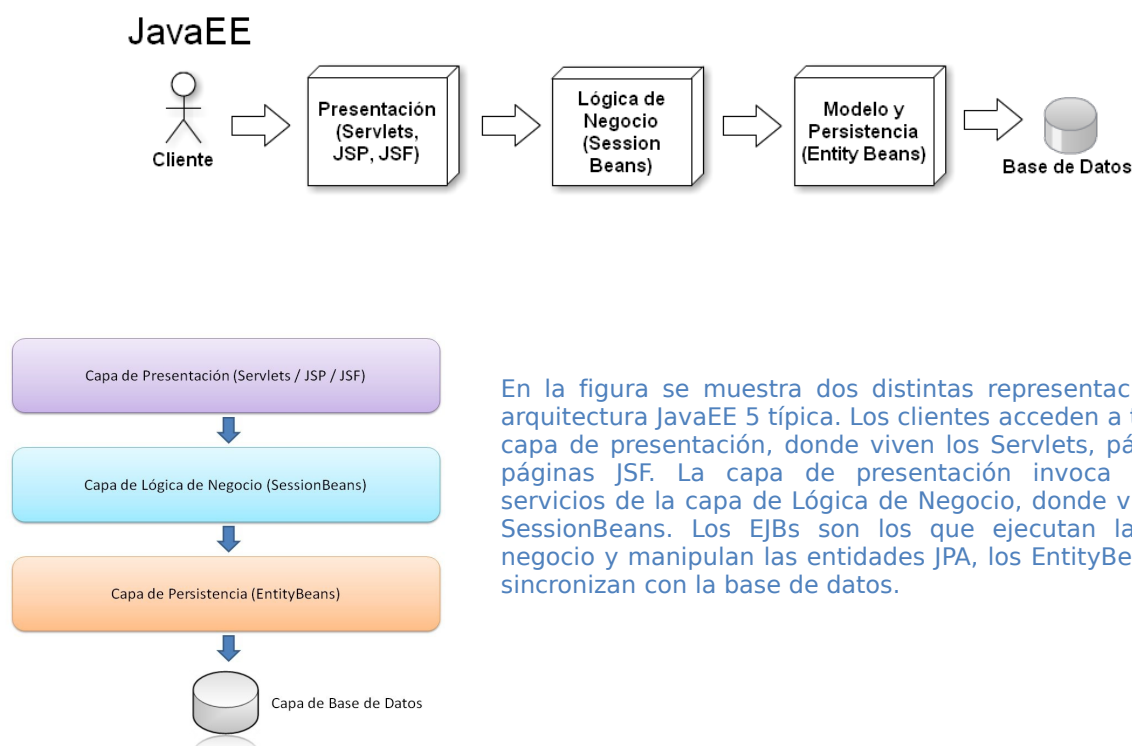 JavaEE
Cliente
Presentación
(Servlets,
JSP, JSF)
Lógica de
Negocio
(Session
Beans)
Modelo y
Persistencia
(Entity Beans)
Base de Datos
Capa de Presentación (Servlets / JSP / JSF)
Capa de Lógica de Negocio (SessionBeans)
Capa de Persistencia (EntityBeans)
Capa de Base de Datos
En la figura se muestra dos distintas
arquitectura JavaEE 5 típica. Los clientes acceden a
capa de presentación, donde viven los Servlets,
páginas JSF. La capa de presentación invoca
servicios de la capa de Lógica de Negocio, donde
SessionBeans. Los EJBs son los que ejecutan
negocio y manipulan las entidades JPA, los
sincronizan con la base de datos.